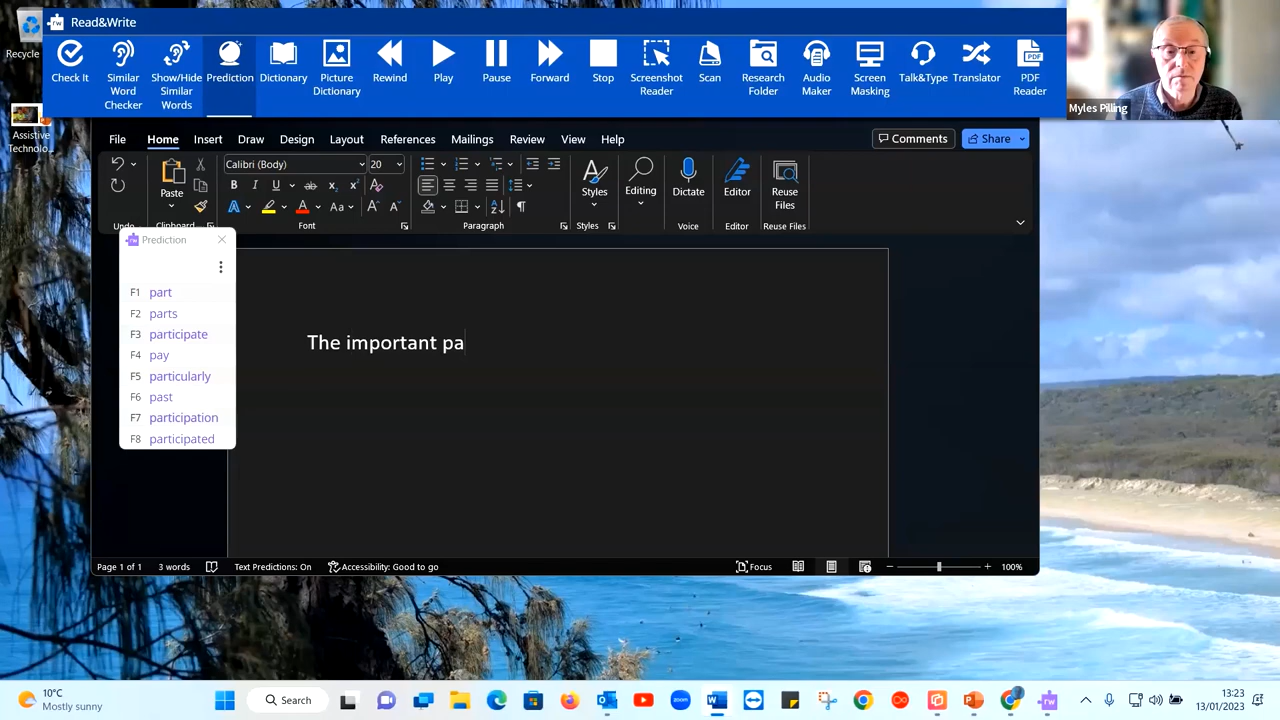 Recycle
Read&Write
Check It
Similar
Word
Checker
Show/Hide
Similar
Words
Prediction
Dictionary
Picture
Dictionary
Rewind
Play
Pause
Forward
Stop
Screenshot
Reader
Scan
Research
Folder
Audio
Maker
Screen
Masking
Talk&Type
Translator
PDF
Reader
Myles Pilling
Assistive
Technolo...
File Home Insert Draw Design Layout References Mailings Review View Help Comments Share
Calibri (Body) 20
Paste
Styles
Editing
Dictate
Editor
Reuse
Files
Undo Clipboard Font Paragraph Styles Voice Editor Reuse Files
Prediction
F1 part
F2 parts
F3 participate
F4 pay
F5 particularly
F6 past
F7 participation
F8 participated
The important pa
Page 1 of 1 3 words Text Predictions: On Accessibility: Good to go Focus 100%
10°C
Mostly sunny
Search
13:23
13/01/2023